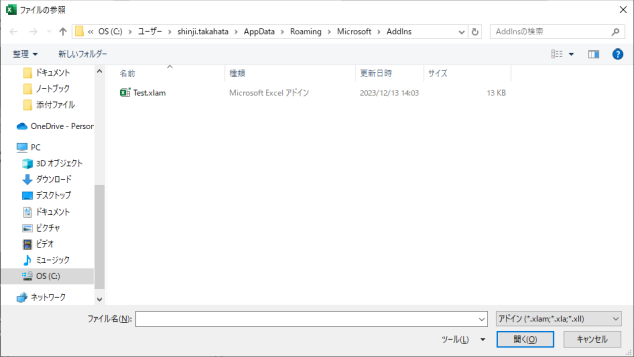 ファイルの参照
« OS (C:) › ユーザー › shinji.takahata › AppData › Roaming › Microsoft › AddIns
AddInsの検索
整理 新しいフォルダー
名前 種類 更新日時 サイズ
ドキュメント
ノートブック
添付ファイル
OneDrive - Person
PC
3D オブジェクト
ダウンロード
デスクトップ
ドキュメント
ピクチャ
ビデオ
ミュージック
OS (C:)
ネットワーク
Test.xlam Microsoft Excel アドイン 2023/12/13 14:03 13 KB
ファイル名(N):
アドイン (*.xlam;*.xla;*.xll)
ツール(L) 開く(O) キャンセル